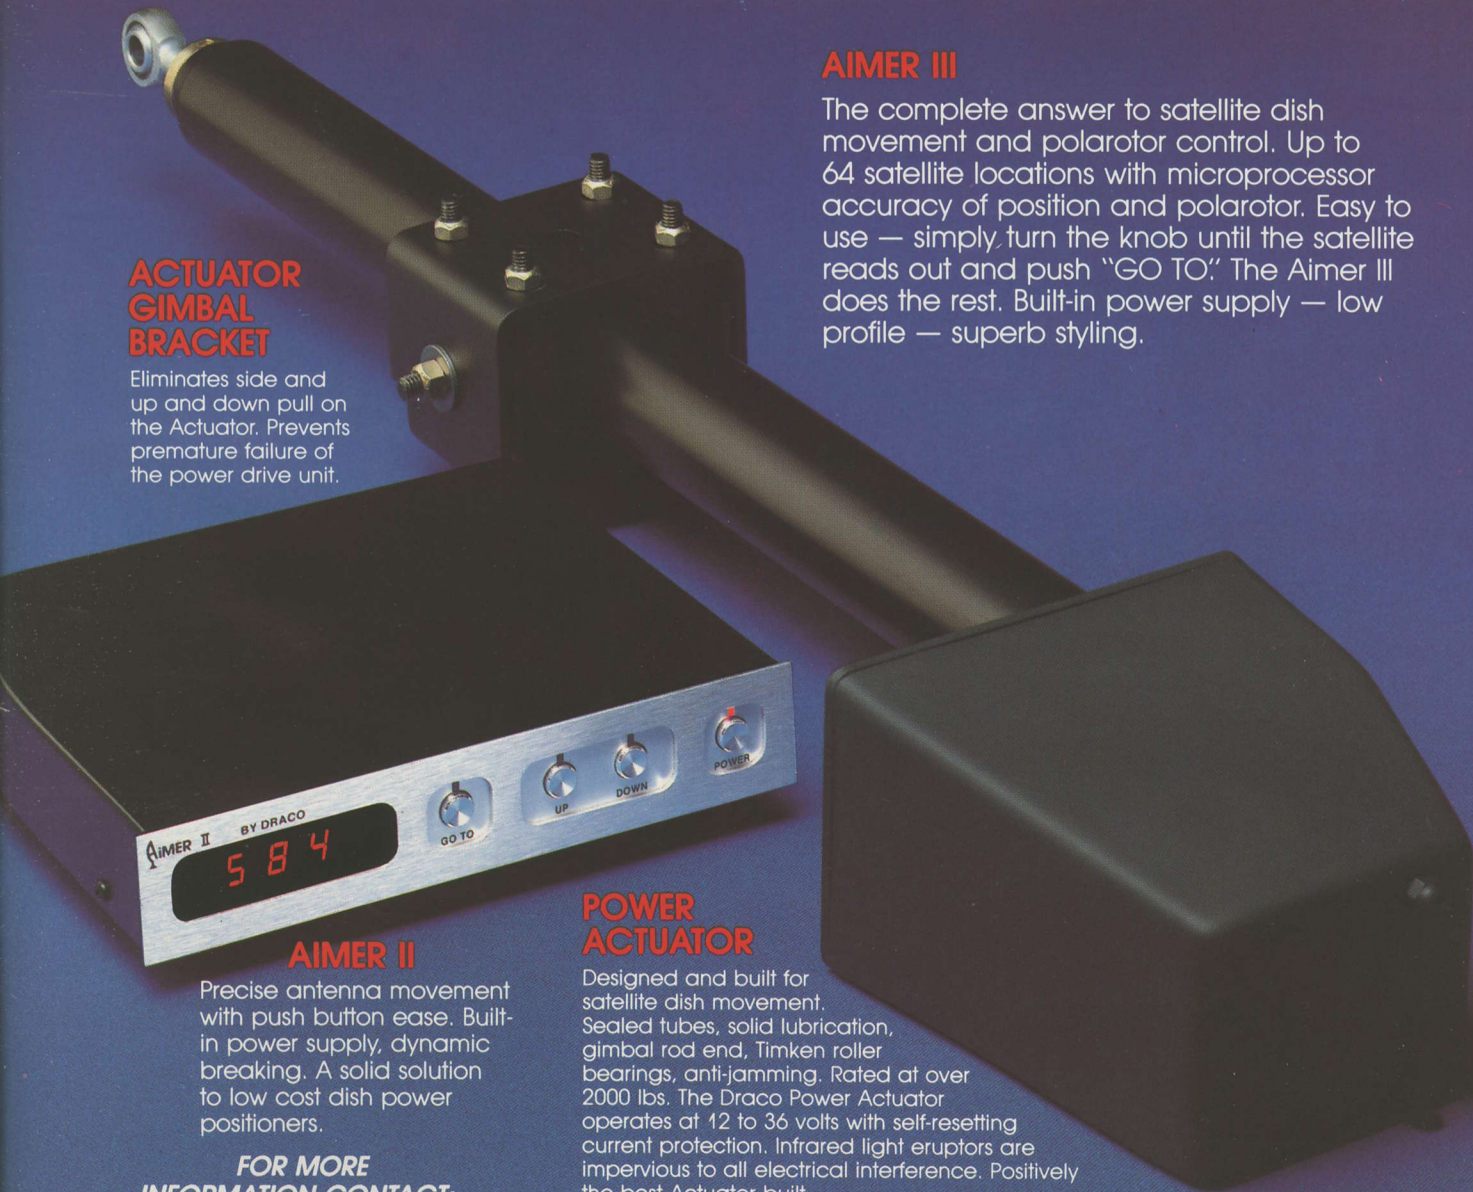 AIMER III
The complete answer to satellite dish
movement and polarotor control. Up to
64 satellite locations with microprocessor
accuracy of position and polarotor. Easy to
use — simply turn the knob until the satellite
reads out and push “GO TO.” The Aimer III
does the rest. Built-in power supply — low
profile — superb styling.
ACTUATOR
GIMBAL
BRACKET
Eliminates side and
up and down pull on
the Actuator. Prevents
premature failure of
the power drive unit.
AiMER II BY DRACO
584
GO TO
UP
DOWN
POWER
AIMER II
Precise antenna movement
with push button ease. Built-
in power supply, dynamic
breaking. A solid solution
to low cost dish power
positioners.
FOR MORE
INFORMATION CONTACT:
POWER
ACTUATOR
Designed and built for
satellite dish movement.
Sealed tubes, solid lubrication,
gimbal rod end, Timken roller
bearings, anti-jamming. Rated at over
2000 lbs. The Draco Power Actuator
operates at 12 to 36 volts with self-resetting
current protection. Infrared light eruptors are
impervious to all electrical interference. Positively
the best Actuator built